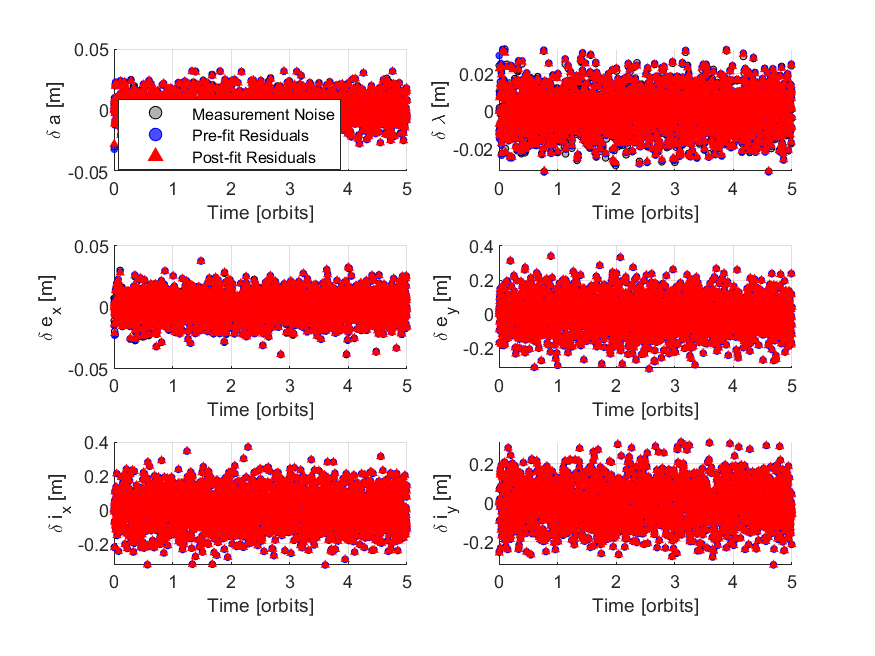 0.05
0
-0.05
δ a [m]
Measurement Noise
Pre-fit Residuals
Post-fit Residuals
0 1 2 3 4 5
Time [orbits]
0.02
0
-0.02
δ λ [m]
0 1 2 3 4 5
Time [orbits]
0.05
0
-0.05
δ e_x [m]
0 1 2 3 4 5
Time [orbits]
0.4
0.2
0
-0.2
δ e_y [m]
0 1 2 3 4 5
Time [orbits]
0.4
0.2
0
-0.2
δ i_x [m]
0 1 2 3 4 5
Time [orbits]
0.2
0
-0.2
δ i_y [m]
0 1 2 3 4 5
Time [orbits]